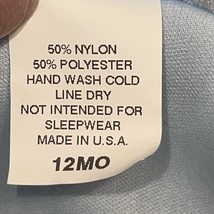 50% NYLON
50% POLYESTER
HAND WASH COLD
LINE DRY
NOT INTENDED FOR
SLEEPWEAR
MADE IN U.S.A.
12MO